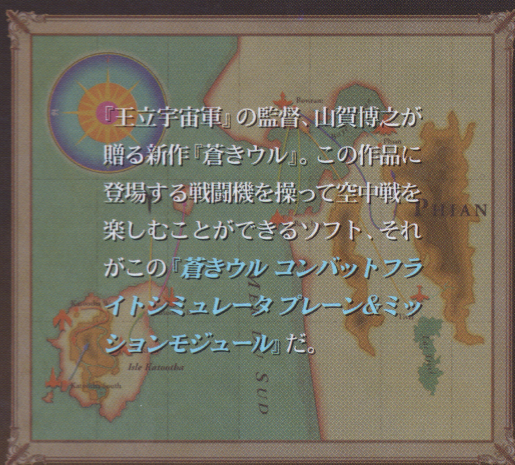 『王立宇宙軍』の監督、山賀博之が
贈る新作『蒼きウル』。この作品に
登場する戦闘機を操って空中戦を
楽しむことができるソフト、それ
がこの『蒼きウル コンバットフラ
イトシミュレータ プレーン&ミッ
ションモジュール』だ。
PHIAN
Isle Katontha
SUD